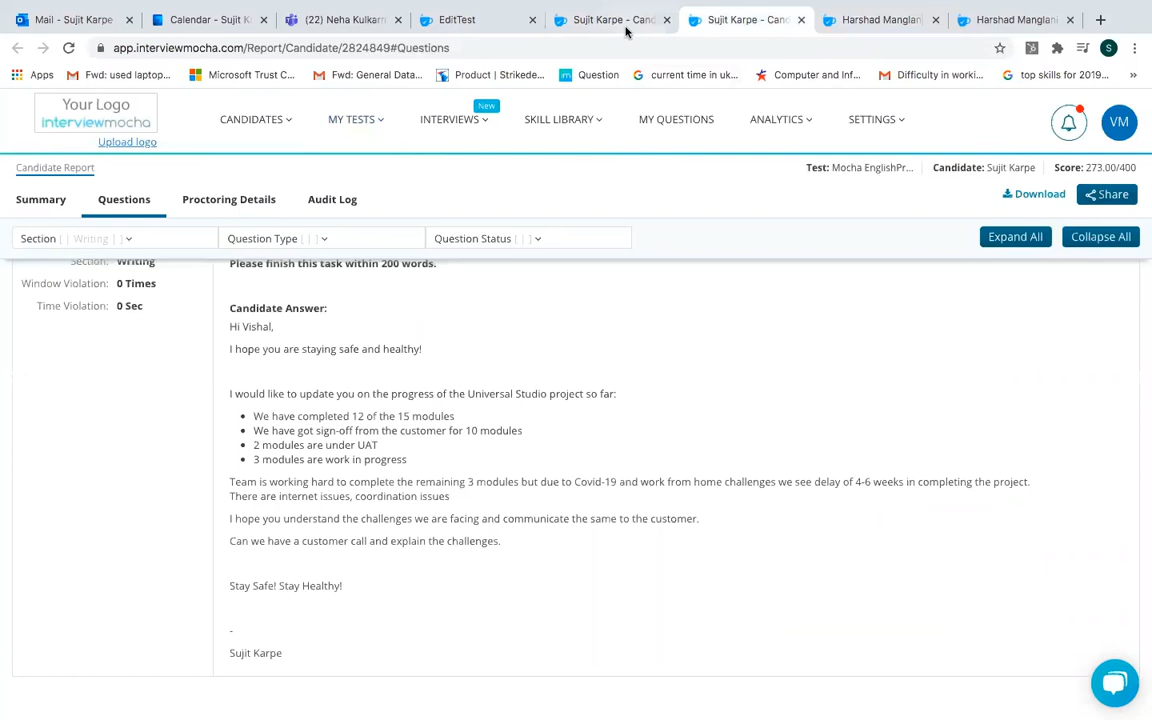 Mail - Sujit Karpe
Calendar - Sujit K
(22) Neha Kulkarn
EditTest
Sujit Karpe - Cand
Sujit Karpe - Cand
Harshad Manglani
Harshad Manglani
app.interviewmocha.com/Report/Candidate/2824849#Questions
S
Apps
Fwd: used laptop...
Microsoft Trust C...
Fwd: General Data...
Product | Strikede...
Question
current time in uk...
Computer and Inf...
Difficulty in worki...
top skills for 2019...
»
Your Logo
interviewmocha
Upload logo
CANDIDATES
MY TESTS
INTERVIEWS
New
SKILL LIBRARY
MY QUESTIONS
ANALYTICS
SETTINGS
VM
Candidate Report
Test: Mocha EnglishPr...
Candidate: Sujit Karpe
Score: 273.00/400
Summary
Questions
Proctoring Details
Audit Log
Download
Share
Section | | Writing | |
Question Type | | |
Question Status | | |
Expand All
Collapse All
Section: Writing
Window Violation: 0 Times
Time Violation: 0 Sec
Please finish this task within 200 words.
Candidate Answer:
Hi Vishal,
I hope you are staying safe and healthy!
I would like to update you on the progress of the Universal Studio project so far:
• We have completed 12 of the 15 modules
• We have got sign-off from the customer for 10 modules
• 2 modules are under UAT
• 3 modules are work in progress
Team is working hard to complete the remaining 3 modules but due to Covid-19 and work from home challenges we see delay of 4-6 weeks in completing the project.
There are internet issues, coordination issues
I hope you understand the challenges we are facing and communicate the same to the customer.
Can we have a customer call and explain the challenges.
Stay Safe! Stay Healthy!
-
Sujit Karpe